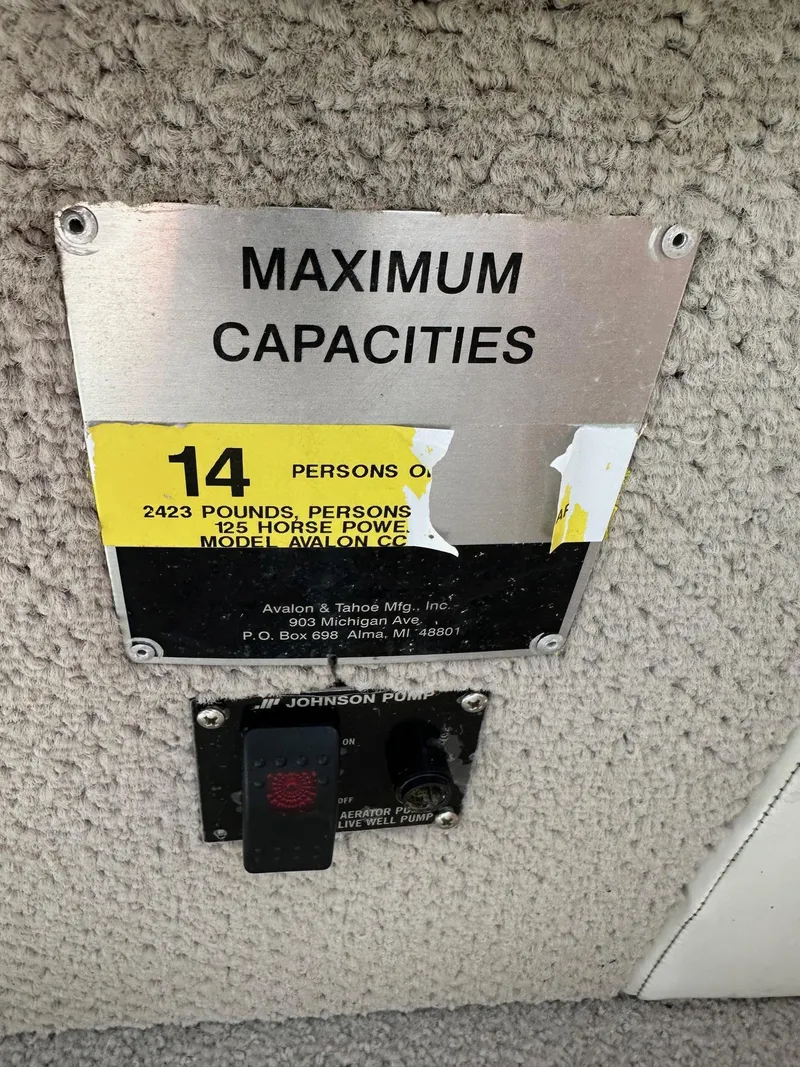 MAXIMUM
CAPACITIES
14 PERSONS O
2423 POUNDS, PERSONS
125 HORSE POWE
MODEL AVALON CC
AF
Avalon & Tahoe Mfg., Inc.
903 Michigan Ave
P.O. Box 698 Alma, MI 48801
JOHNSON PUMP
ON
OFF
AERATOR PU
LIVE WELL PUMP